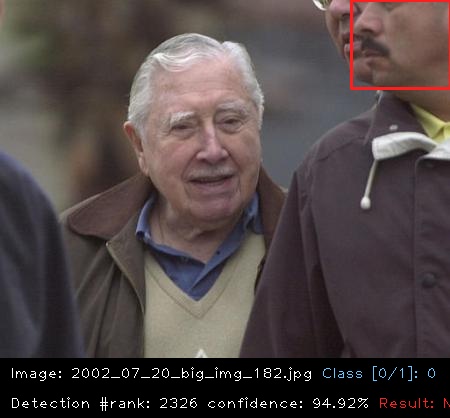 Image: 2002_07_20_big_img_182.jpg Class [0/1]: 0
Detection #rank: 2326 confidence: 94.92% Result: N